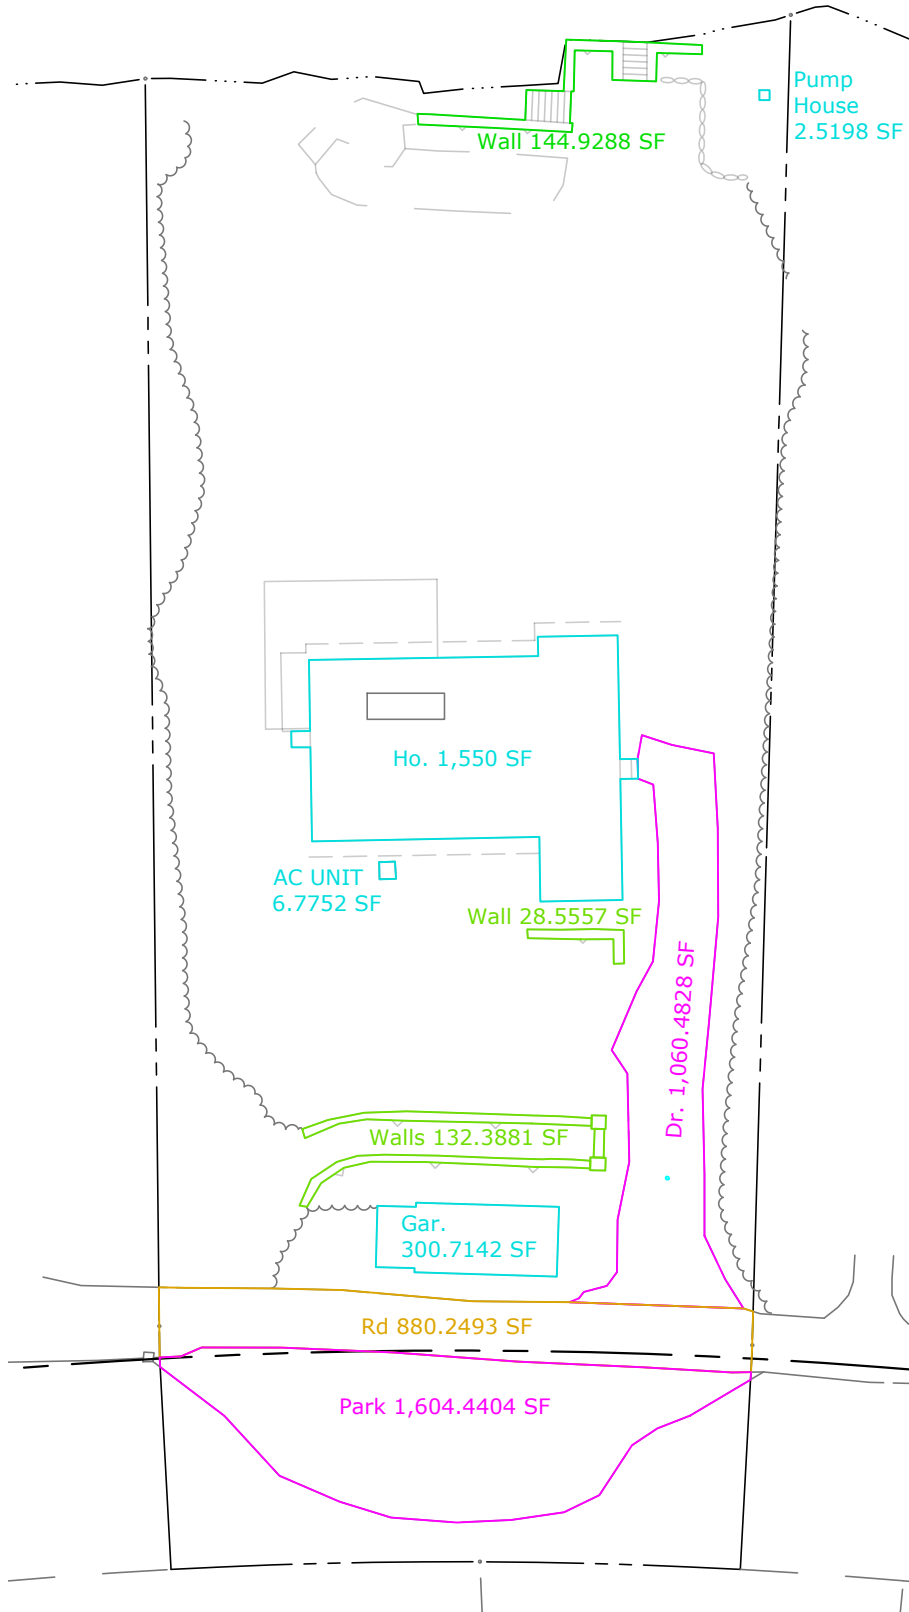 Pump
House
2.5198 SF
Wall 144.9288 SF
Ho. 1,550 SF
AC UNIT
6.7752 SF
Wall 28.5557 SF
Dr. 1,060.4828 SF
Walls 132.3881 SF
Gar.
300.7142 SF
Rd 880.2493 SF
Park 1,604.4404 SF